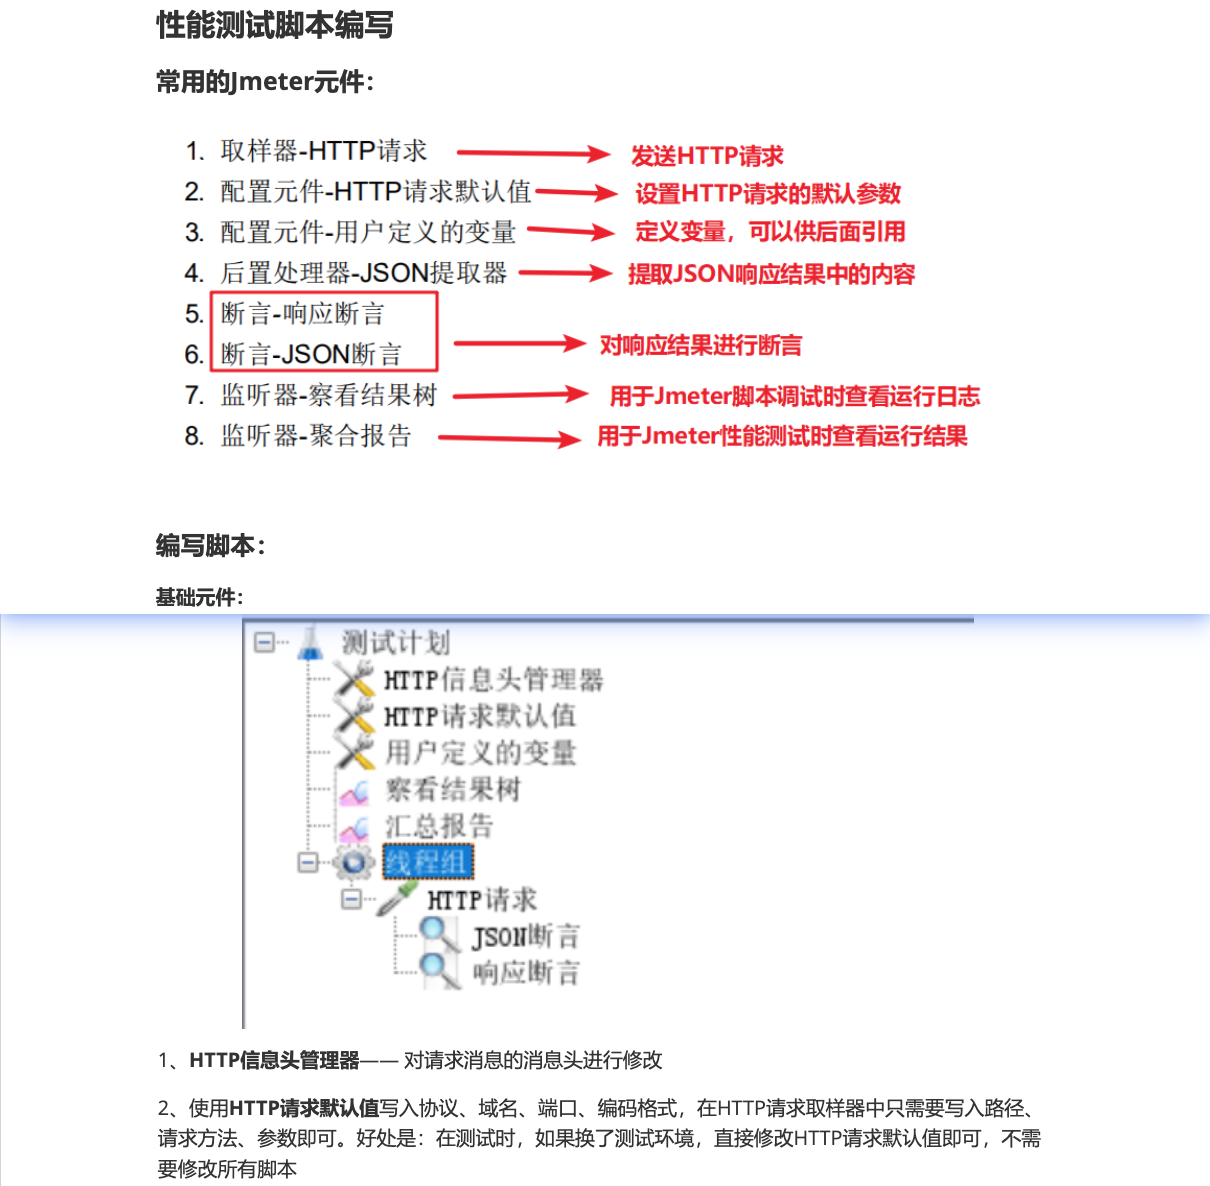 性能测试脚本编写
常用的Jmeter元件：
1. 取样器-HTTP请求 发送HTTP请求
2. 配置元件-HTTP请求默认值 设置HTTP请求的默认参数
3. 配置元件-用户定义的变量 定义变量，可以供后面引用
4. 后置处理器-JSON提取器 提取JSON响应结果中的内容
5. 断言-响应断言
6. 断言-JSON断言 对响应结果进行断言
7. 监听器-察看结果树 用于Jmeter脚本调试时查看运行日志
8. 监听器-聚合报告 用于Jmeter性能测试时查看运行结果
编写脚本：
基础元件：
测试计划
HTTP信息头管理器
HTTP请求默认值
用户定义的变量
察看结果树
汇总报告
线程组
HTTP请求
JSON断言
响应断言
1、HTTP信息头管理器—— 对请求消息的消息头进行修改
2、使用HTTP请求默认值写入协议、域名、端口、编码格式，在HTTP请求取样器中只需要写入路径、
请求方法、参数即可。好处是：在测试时，如果换了测试环境，直接修改HTTP请求默认值即可，不需
要修改所有脚本